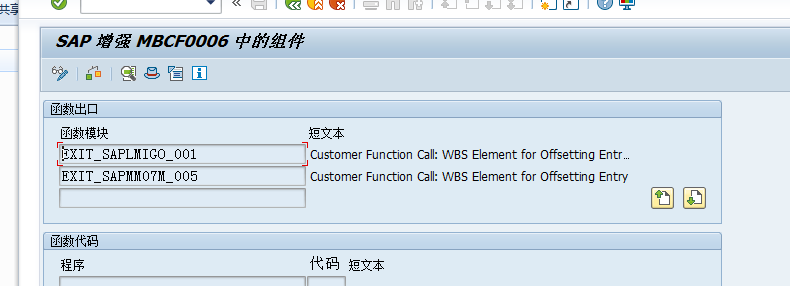 共享
SAP 增强 MBCF0006 中的组件
函数出口
函数模块 短文本
EXIT_SAPLMIGO_001 Customer Function Call: WBS Element for Offsetting Entr…
EXIT_SAPMM07M_005 Customer Function Call: WBS Element for Offsetting Entry
函数代码
程序 代码 短文本